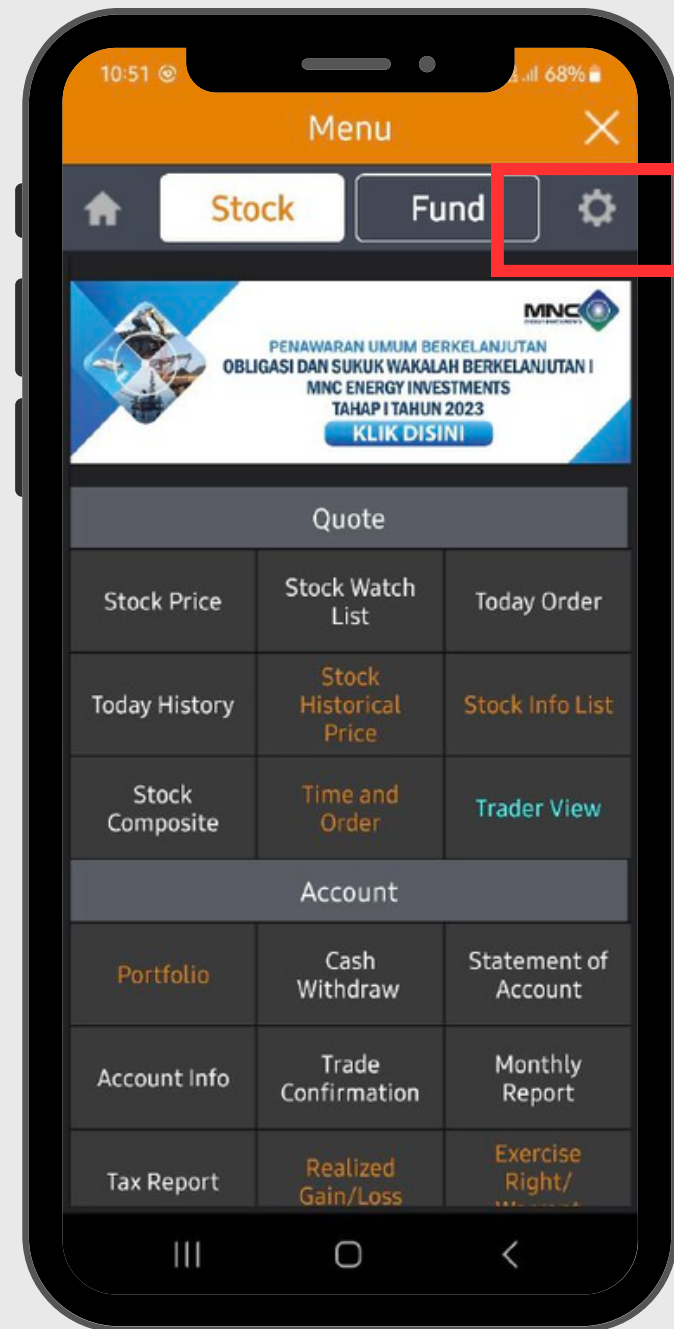 10:51
68%
Menu
Stock
Fund
MNC
PENAWARAN UMUM BERKELANJUTAN
OBLIGASI DAN SUKUK WAKALAH BERKELANJUTAN I
MNC ENERGY INVESTMENTS
TAHAP I TAHUN 2023
KLIK DISINI
Quote
Stock Price
Stock Watch
List
Today Order
Today History
Stock
Historical
Price
Stock Info List
Stock
Composite
Time and
Order
Trader View
Account
Portfolio
Cash
Withdraw
Statement of
Account
Account Info
Trade
Confirmation
Monthly
Report
Tax Report
Realized
Gain/Loss
Exercise
Right/